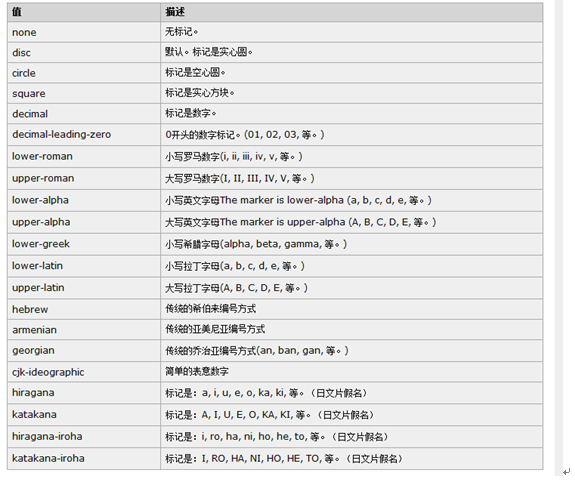 值 描述
none 无标记。
disc 默认。标记是实心圆。
circle 标记是空心圆。
square 标记是实心方块。
decimal 标记是数字。
decimal-leading-zero 0开头的数字标记。(01, 02, 03, 等。)
lower-roman 小写罗马数字(i, ii, iii, iv, v, 等。)
upper-roman 大写罗马数字(I, II, III, IV, V, 等。)
lower-alpha 小写英文字母The marker is lower-alpha (a, b, c, d, e, 等。)
upper-alpha 大写英文字母The marker is upper-alpha (A, B, C, D, E, 等。)
lower-greek 小写希腊字母(alpha, beta, gamma, 等。)
lower-latin 小写拉丁字母(a, b, c, d, e, 等。)
upper-latin 大写拉丁字母(A, B, C, D, E, 等。)
hebrew 传统的希伯来编号方式
armenian 传统的亚美尼亚编号方式
georgian 传统的乔治亚编号方式(an, ban, gan, 等。)
cjk-ideographic 简单的表意数字
hiragana 标记是：a, i, u, e, o, ka, ki, 等。（日文片假名）
katakana 标记是：A, I, U, E, O, KA, KI, 等。（日文片假名）
hiragana-iroha 标记是：i, ro, ha, ni, ho, he, to, 等。（日文片假名）
katakana-iroha 标记是：I, RO, HA, NI, HO, HE, TO, 等。（日文片假名）